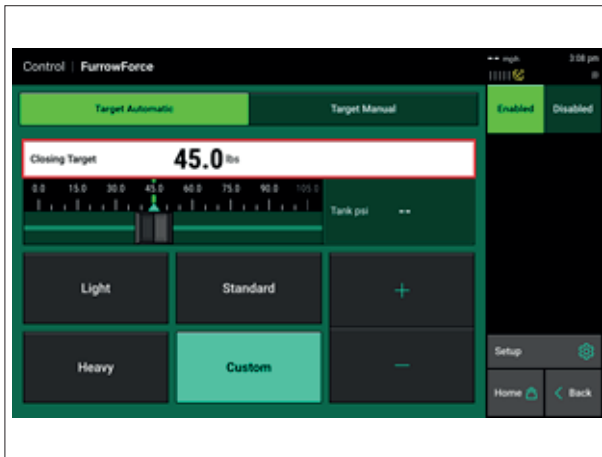 Control | FurrowForce
-- mph
3:08 pm
Target Automatic
Target Manual
Enabled
Disabled
Closing Target
45.0 lbs
0.0 15.0 30.0 45.0 60.0 75.0 90.0 105.0
Tank psi --
Light
Standard
+
Heavy
Custom
−
Setup
Home
< Back